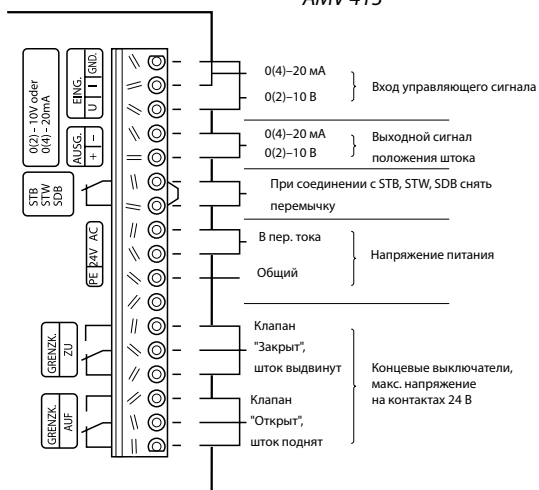 AMV 413
0(2) – 10V oder
0(4) – 20mA
EING.
U I GND.
AUSG.
+ –
STB
STW
SDB
PE 24V AC
GRENZK.
ZU
GRENZK.
AUF
0(4)–20 мА
0(2)–10 В
Вход управляющего сигнала
0(4)–20 мА
0(2)–10 В
Выходной сигнал
положения штока
При соединении с STB, STW, SDB снять
перемычку
В пер. тока
Общий
Напряжение питания
Клапан
"Закрыт",
шток выдвинут
Клапан
"Открыт",
шток поднят
Концевые выключатели,
макс. напряжение
на контактах 24 В